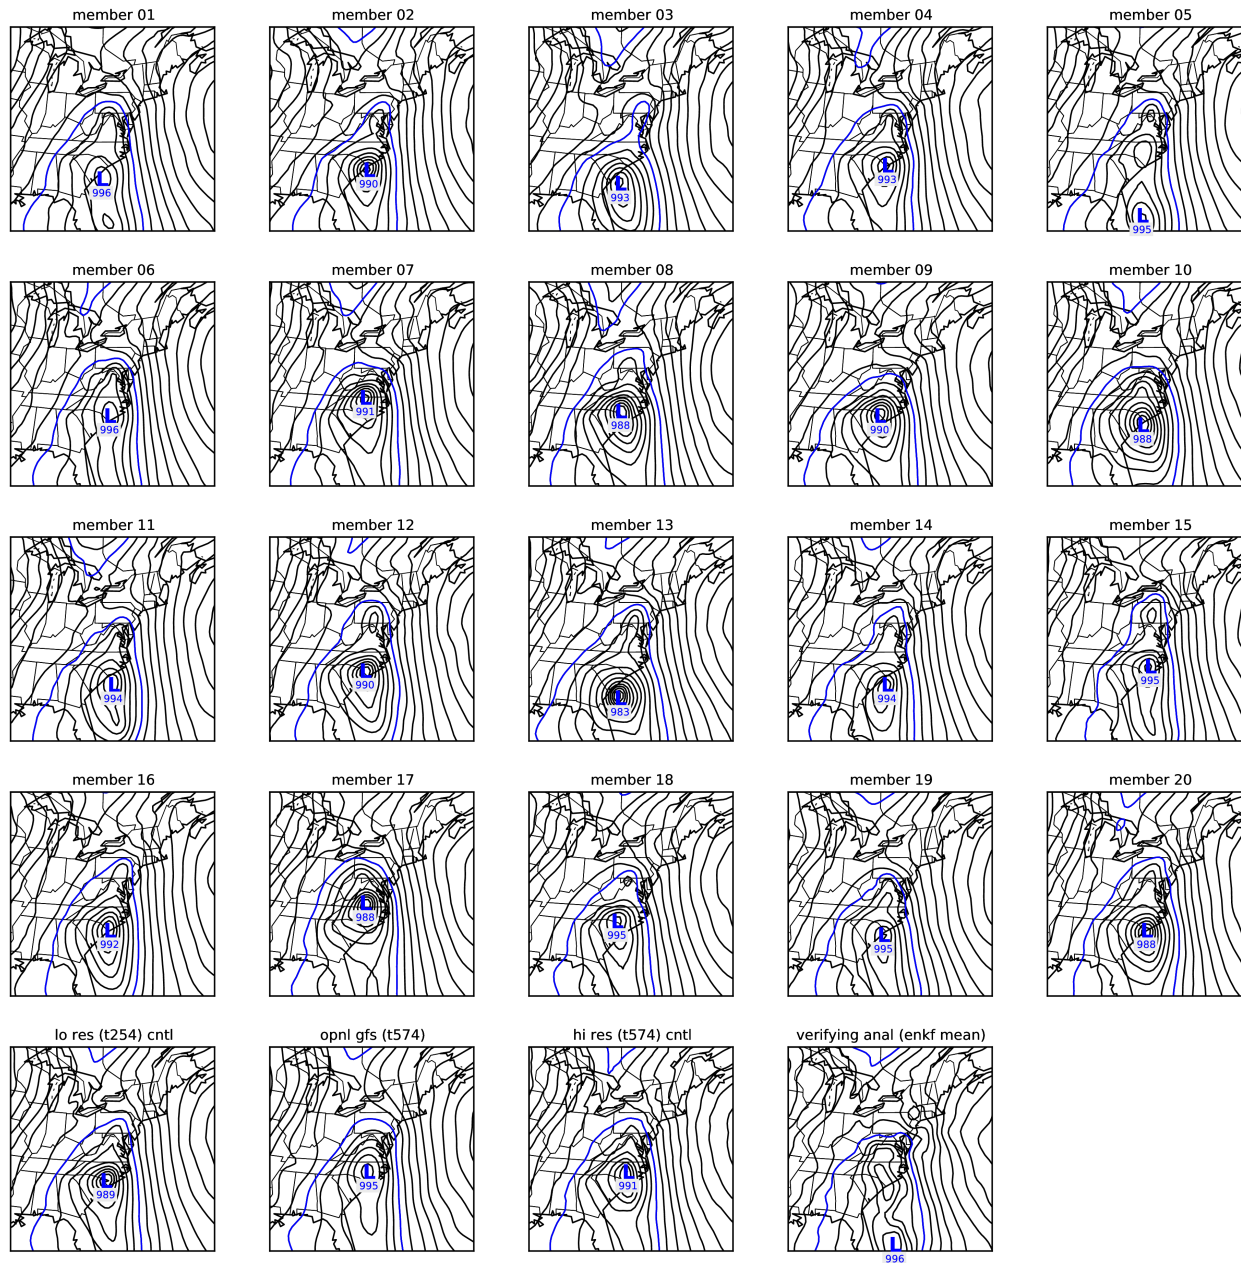 member 01
member 02
member 03
member 04
member 05
L
996
L
990
L
993
L
993
L
995
member 06
member 07
member 08
member 09
member 10
L
996
L
991
L
988
L
990
L
988
member 11
member 12
member 13
member 14
member 15
L
994
L
990
L
983
L
994
L
995
member 16
member 17
member 18
member 19
member 20
L
992
L
988
L
995
L
995
L
988
lo res (t254) cntl
opnl gfs (t574)
hi res (t574) cntl
verifying anal (enkf mean)
L
989
L
995
L
991
L
996